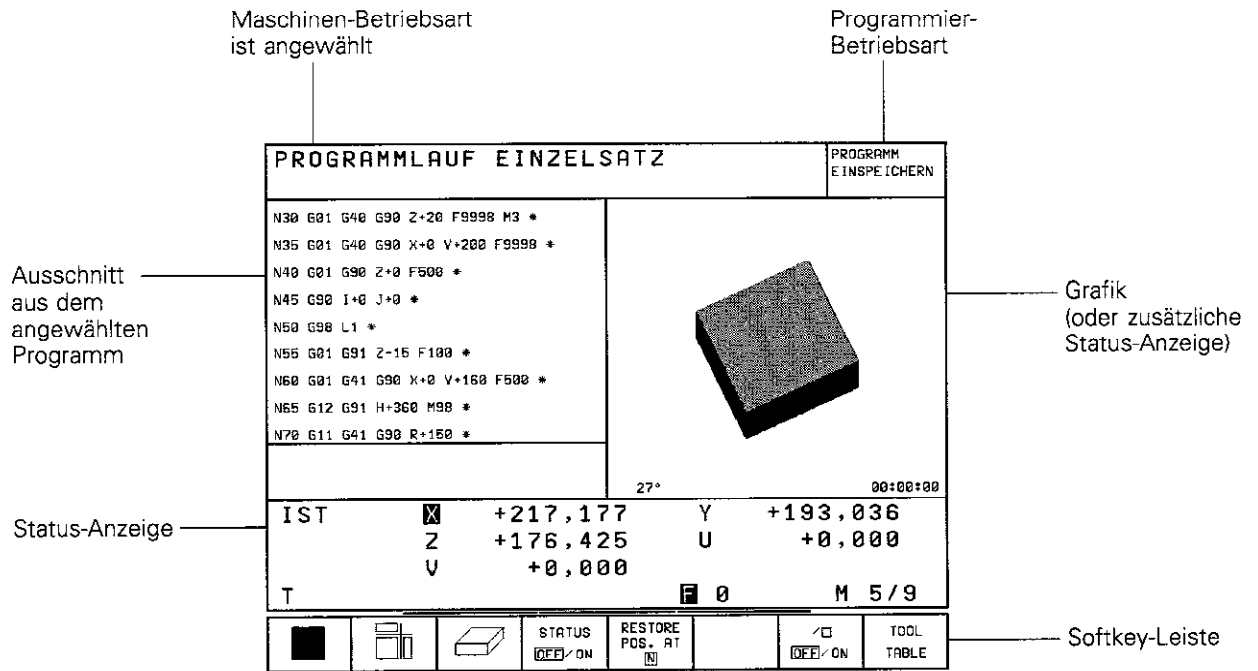 Maschinen-Betriebsart
ist angewählt
Programmier-
Betriebsart
PROGRAMMLAUF EINZELSATZ
PROGRAMM
EINSPEICHERN
N30 G01 G40 G90 Z+20 F9998 M3 *
N35 G01 G40 G90 X+0 V+200 F9998 *
N40 G01 G90 Z+0 F500 *
N45 G90 I+0 J+0 *
N50 G98 L1 *
N55 G01 G91 Z-15 F100 *
N60 G01 G41 G90 X+0 V+160 F500 *
N65 G12 G91 H+360 M98 *
N70 G11 G41 G90 R+150 *
Ausschnitt
aus dem
angewählten
Programm
Grafik
(oder zusätzliche
Status-Anzeige)
27° 00:00:00
Status-Anzeige
IST X +217,177 Y +193,036
Z +176,425 U +0,000
V +0,000
T F 0 M 5/9
STATUS
OFF/ON
RESTORE
POS. AT
N
/
OFF/ON
TOOL
TABLE
Softkey-Leiste